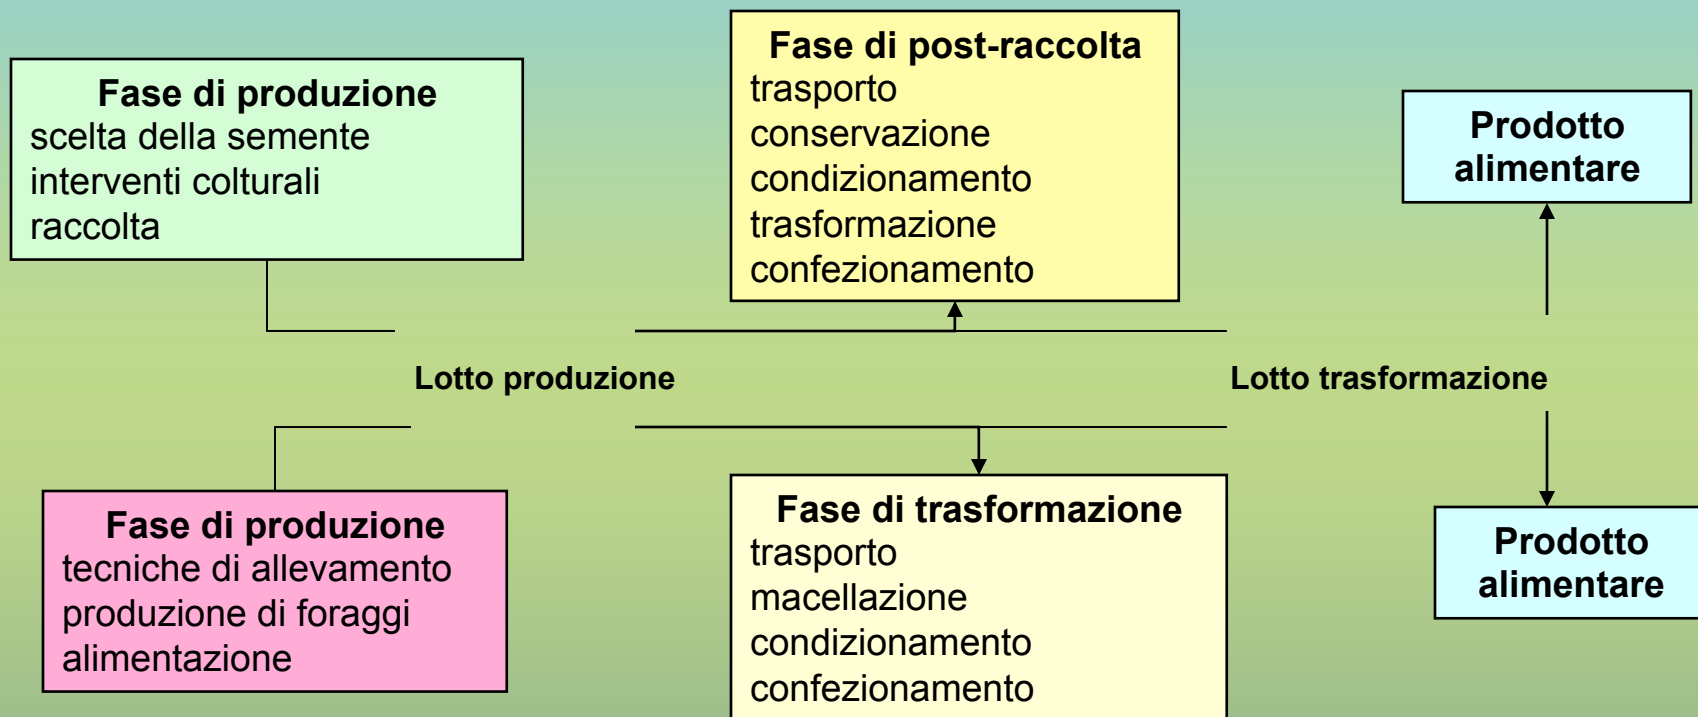 Fase di produzione
scelta della semente
interventi colturali
raccolta
Fase di post-raccolta
trasporto
conservazione
condizionamento
trasformazione
confezionamento
Prodotto
alimentare
Lotto produzione
Lotto trasformazione
Fase di produzione
tecniche di allevamento
produzione di foraggi
alimentazione
Fase di trasformazione
trasporto
macellazione
condizionamento
confezionamento
Prodotto
alimentare